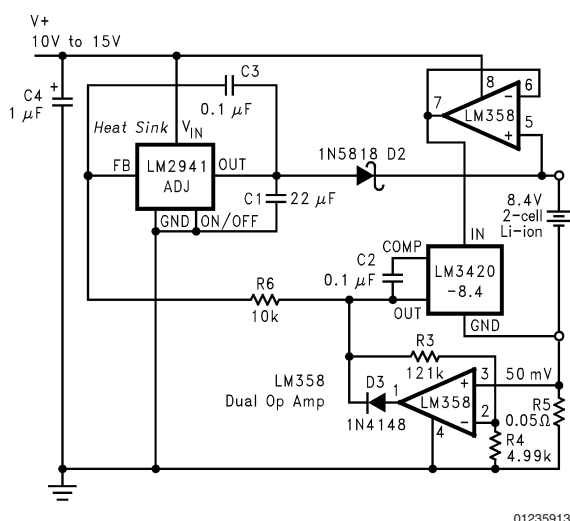 V+
10V to 15V
C4
+
1 μF
C3
0.1 μF
Heat Sink
VIN
FB
LM2941
ADJ
OUT
GND
ON/OFF
C1
22 μF
1N5818 D2
8
7
6
LM358
−
+
5
8.4V
2-cell
Li-ion
IN
COMP
C2
0.1 μF
LM3420
-8.4
OUT
GND
R6
10k
R3
121k
LM358
Dual Op Amp
D3
1N4148
1
LM358
+
−
3
2
4
50 mV
R5
0.05Ω
R4
4.99k
01235913